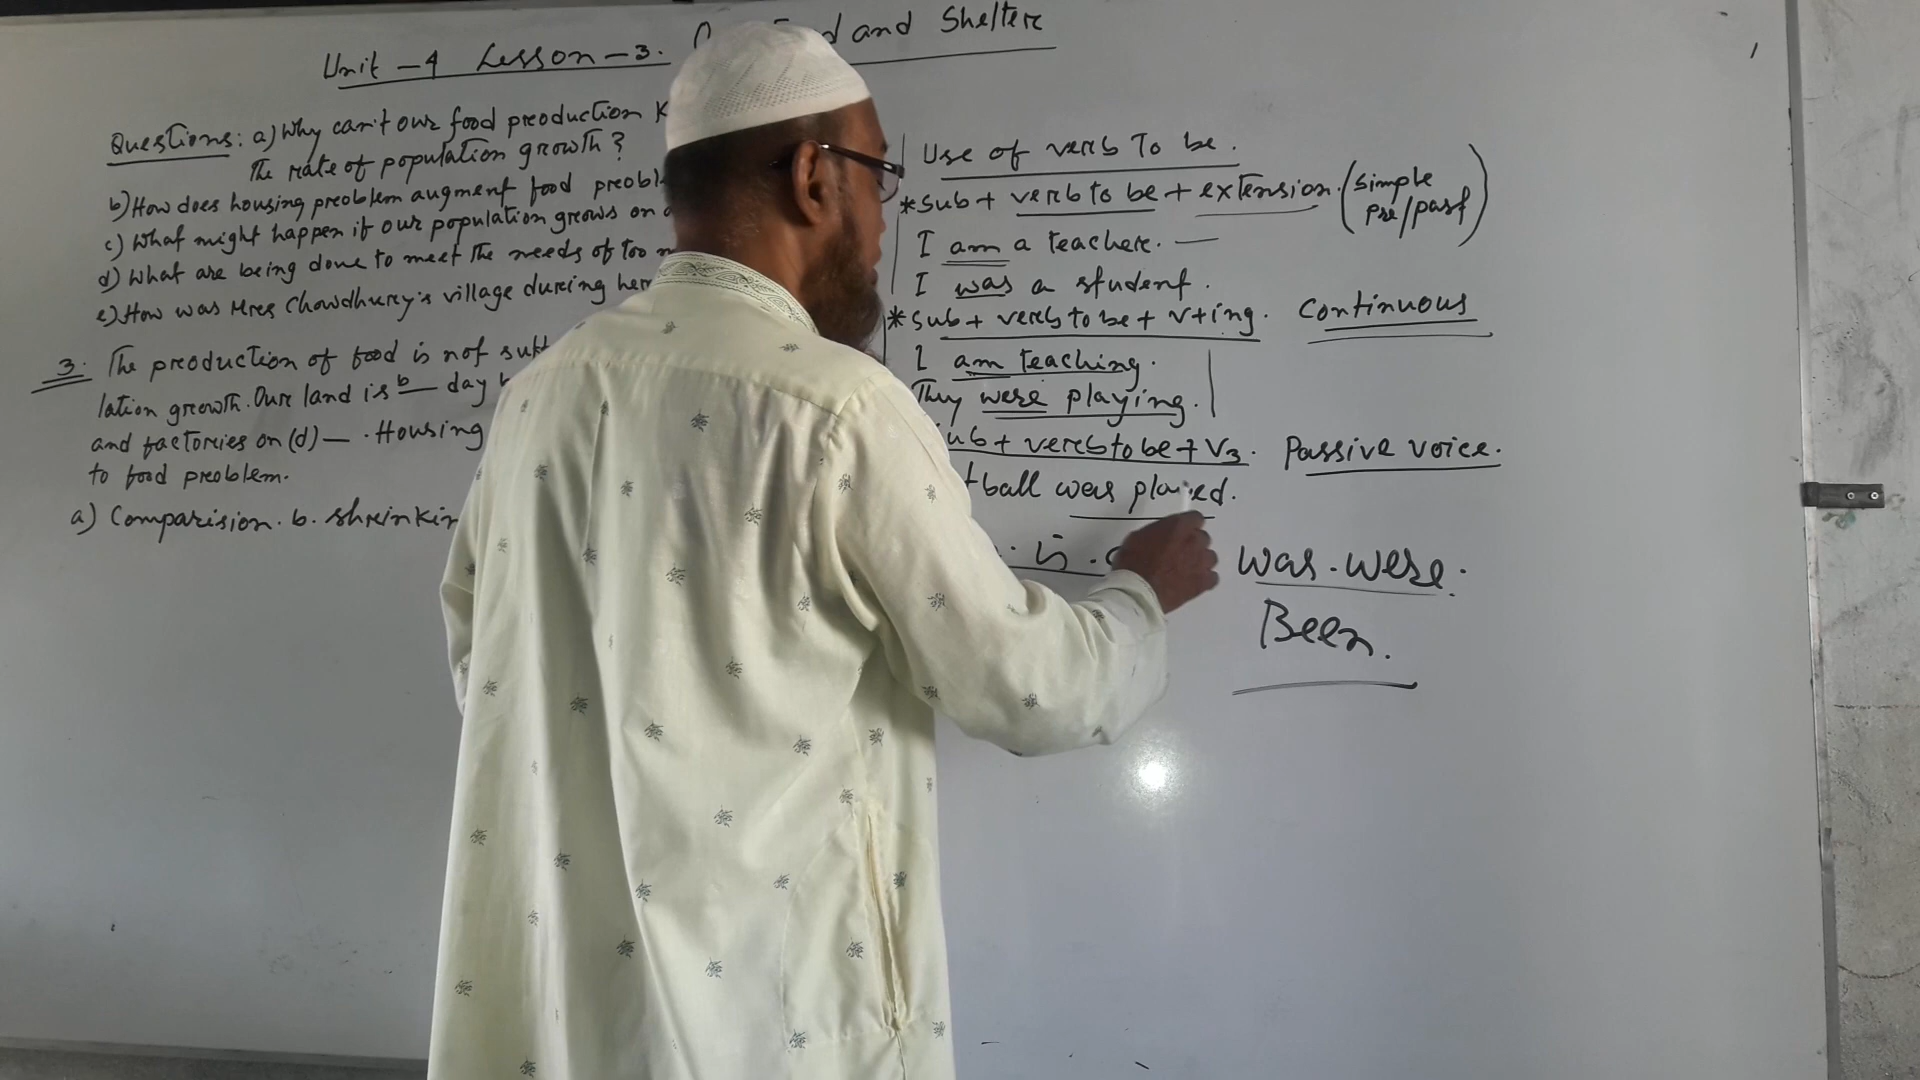 Unit - 4 Lesson - 3. and Shelter
Questions: a) Why can't our food production
the rate of population growth?
b) How does housing problem augment food
c) What might happen if our population grows on
d) What are being done to meet the needs of too
e) How was Mrs Chowdhury's village during her
3. The production of food is not
lation growth. Our land is b__ day
and factories on (d) __ . Housing
to food problem.
a) Comparision. b.
Use of verb To be.
*Sub + verb to be + extension. (Simple
pre/past)
I am a teacher. —
I was a student.
*Sub + verb to be + v+ing. Continuous
I am teaching.
They were playing.
verb to be + V3. Passive voice.
ball was played.
is. was. were.
Been.